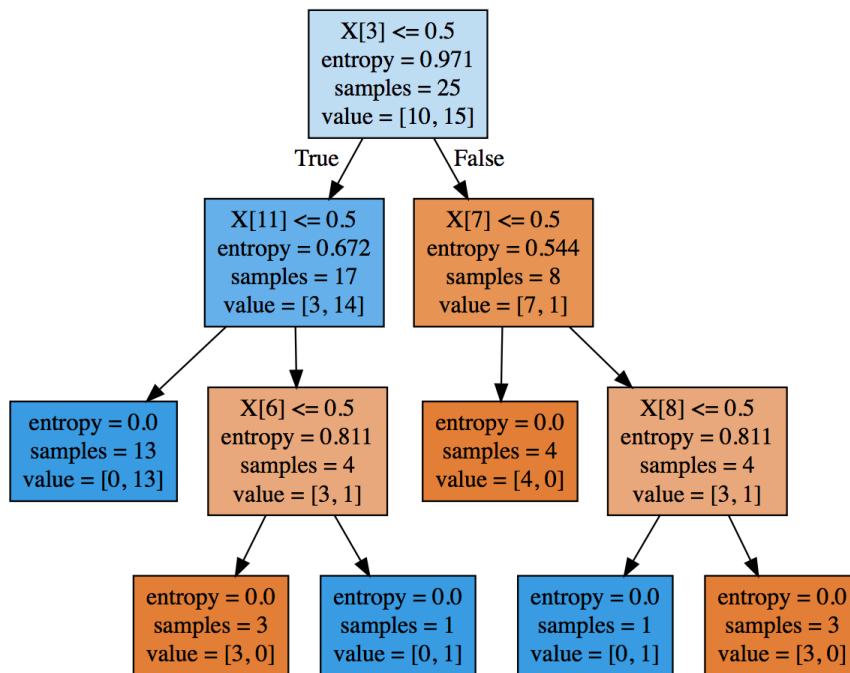 X[3] <= 0.5
entropy = 0.971
samples = 25
value = [10, 15]
True
False
X[11] <= 0.5
entropy = 0.672
samples = 17
value = [3, 14]
X[7] <= 0.5
entropy = 0.544
samples = 8
value = [7, 1]
entropy = 0.0
samples = 13
value = [0, 13]
X[6] <= 0.5
entropy = 0.811
samples = 4
value = [3, 1]
entropy = 0.0
samples = 4
value = [4, 0]
X[8] <= 0.5
entropy = 0.811
samples = 4
value = [3, 1]
entropy = 0.0
samples = 3
value = [3, 0]
entropy = 0.0
samples = 1
value = [0, 1]
entropy = 0.0
samples = 1
value = [0, 1]
entropy = 0.0
samples = 3
value = [3, 0]